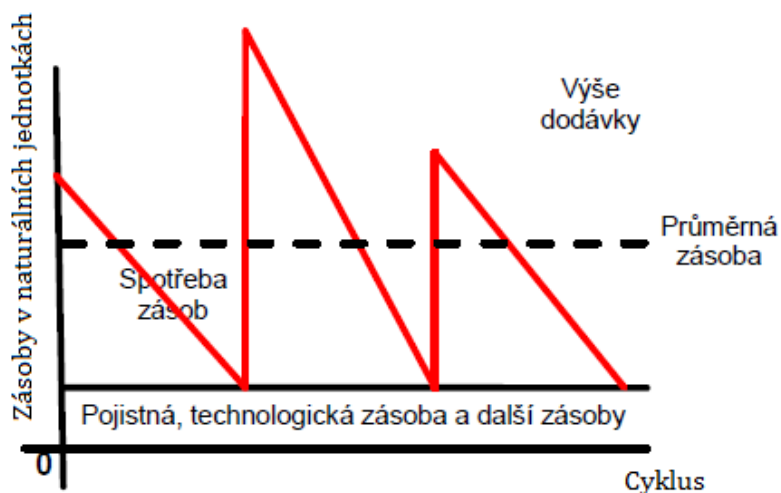 Zásoby v naturálních jednotkách
Výše
dodávky
Průměrná
zásoba
Spotřeba
zásob
Pojistná, technologická zásoba a další zásoby
0
Cyklus